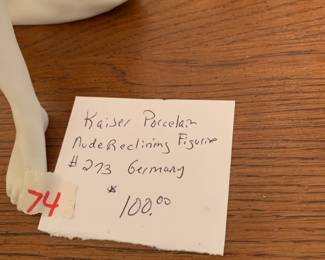 Kaiser Porcelain
Nude Reclining Figurine
#273 Germany
$100.00
74